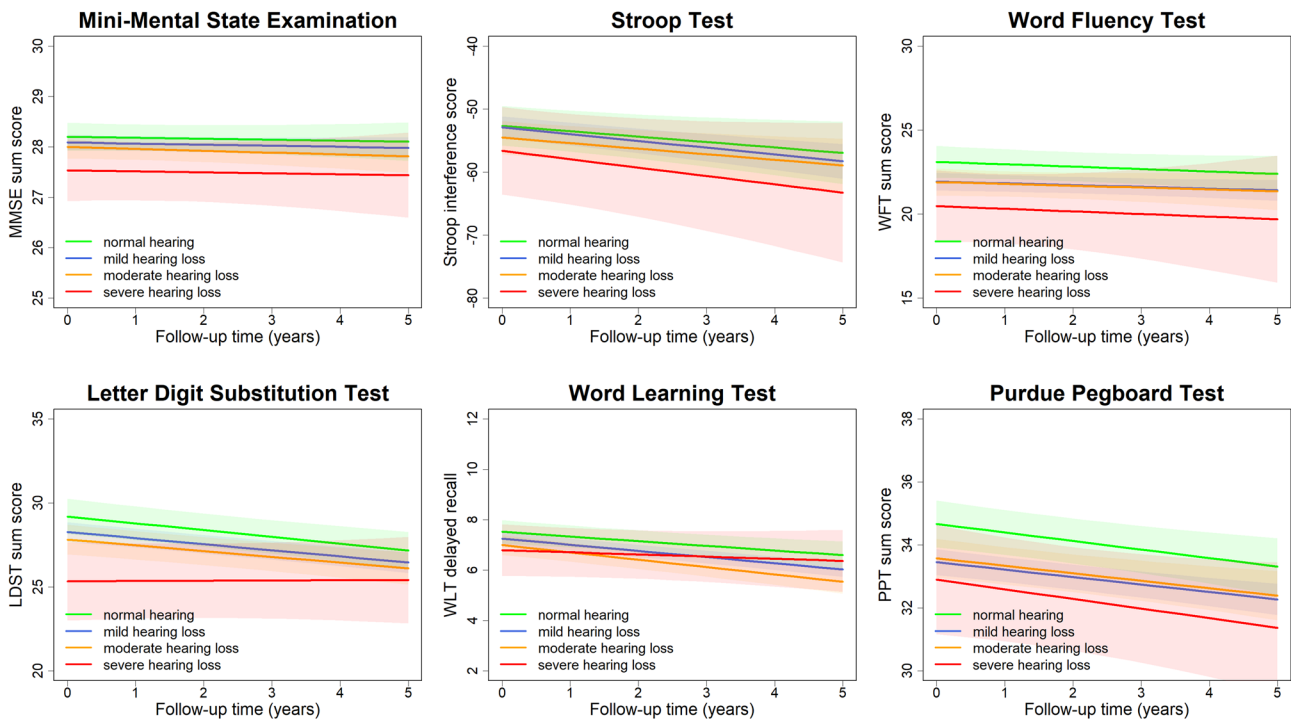 Mini-Mental State Examination
MMSE sum score
30
29
28
27
26
25
normal hearing
mild hearing loss
moderate hearing loss
severe hearing loss
0 1 2 3 4 5
Follow-up time (years)
Stroop Test
Stroop interference score
-40
-50
-60
-70
-80
normal hearing
mild hearing loss
moderate hearing loss
severe hearing loss
0 1 2 3 4 5
Follow-up time (years)
Word Fluency Test
WFT sum score
30
25
20
15
normal hearing
mild hearing loss
moderate hearing loss
severe hearing loss
0 1 2 3 4 5
Follow-up time (years)
Letter Digit Substitution Test
LDST sum score
35
30
25
20
normal hearing
mild hearing loss
moderate hearing loss
severe hearing loss
0 1 2 3 4 5
Follow-up time (years)
Word Learning Test
WLT delayed recall
12
10
8
6
4
2
normal hearing
mild hearing loss
moderate hearing loss
severe hearing loss
0 1 2 3 4 5
Follow-up time (years)
Purdue Pegboard Test
PPT sum score
38
36
34
32
30
normal hearing
mild hearing loss
moderate hearing loss
severe hearing loss
0 1 2 3 4 5
Follow-up time (years)